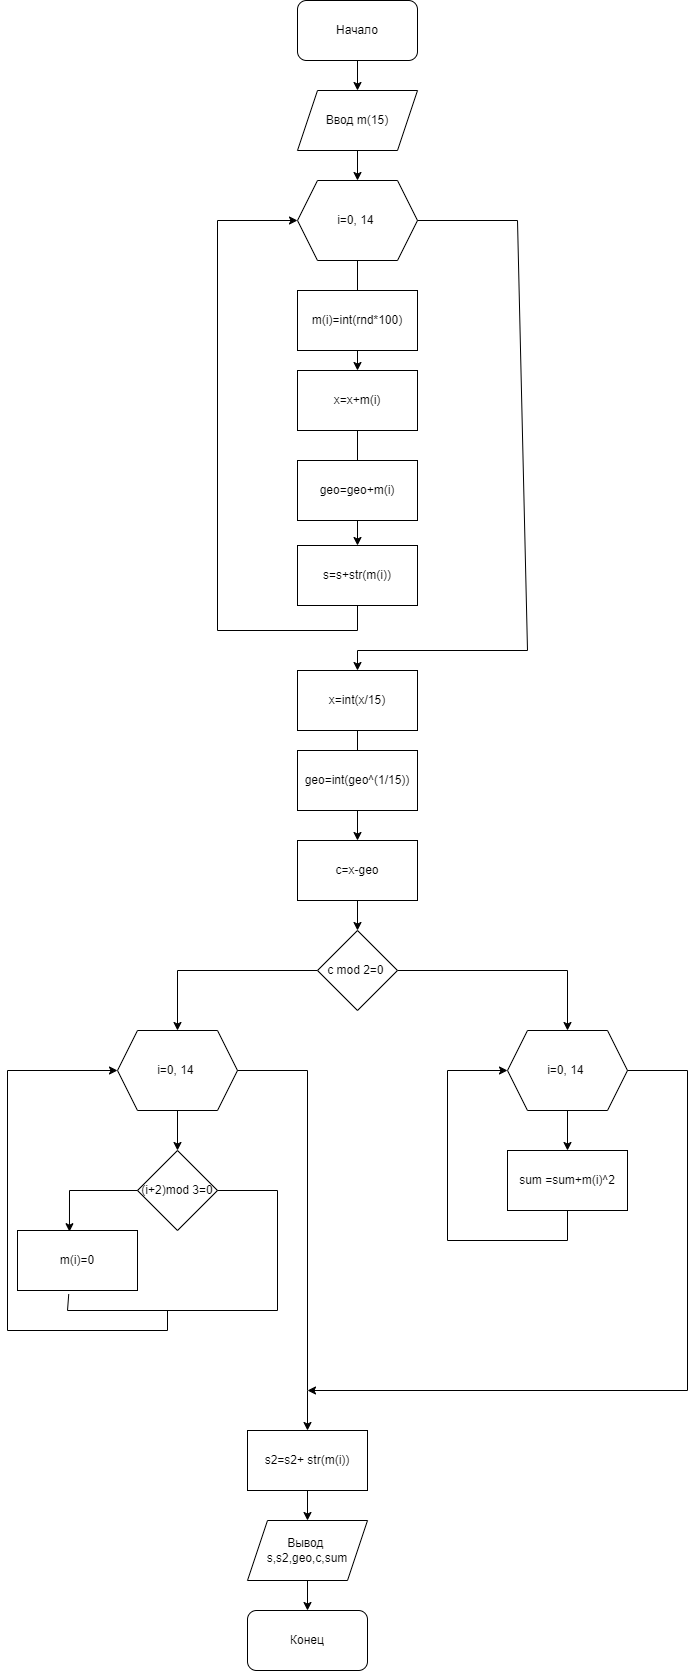 Начало
Ввод m(15)
i=0, 14
m(i)=int(rnd*100)
x=x+m(i)
geo=geo+m(i)
s=s+str(m(i))
x=int(x/15)
geo=int(geo^(1/15))
c=x-geo
c mod 2=0
i=0, 14
i=0, 14
(i+2)mod 3=0
sum =sum+m(i)^2
m(i)=0
s2=s2+ str(m(i))
Вывод
s,s2,geo,c,sum
Конец